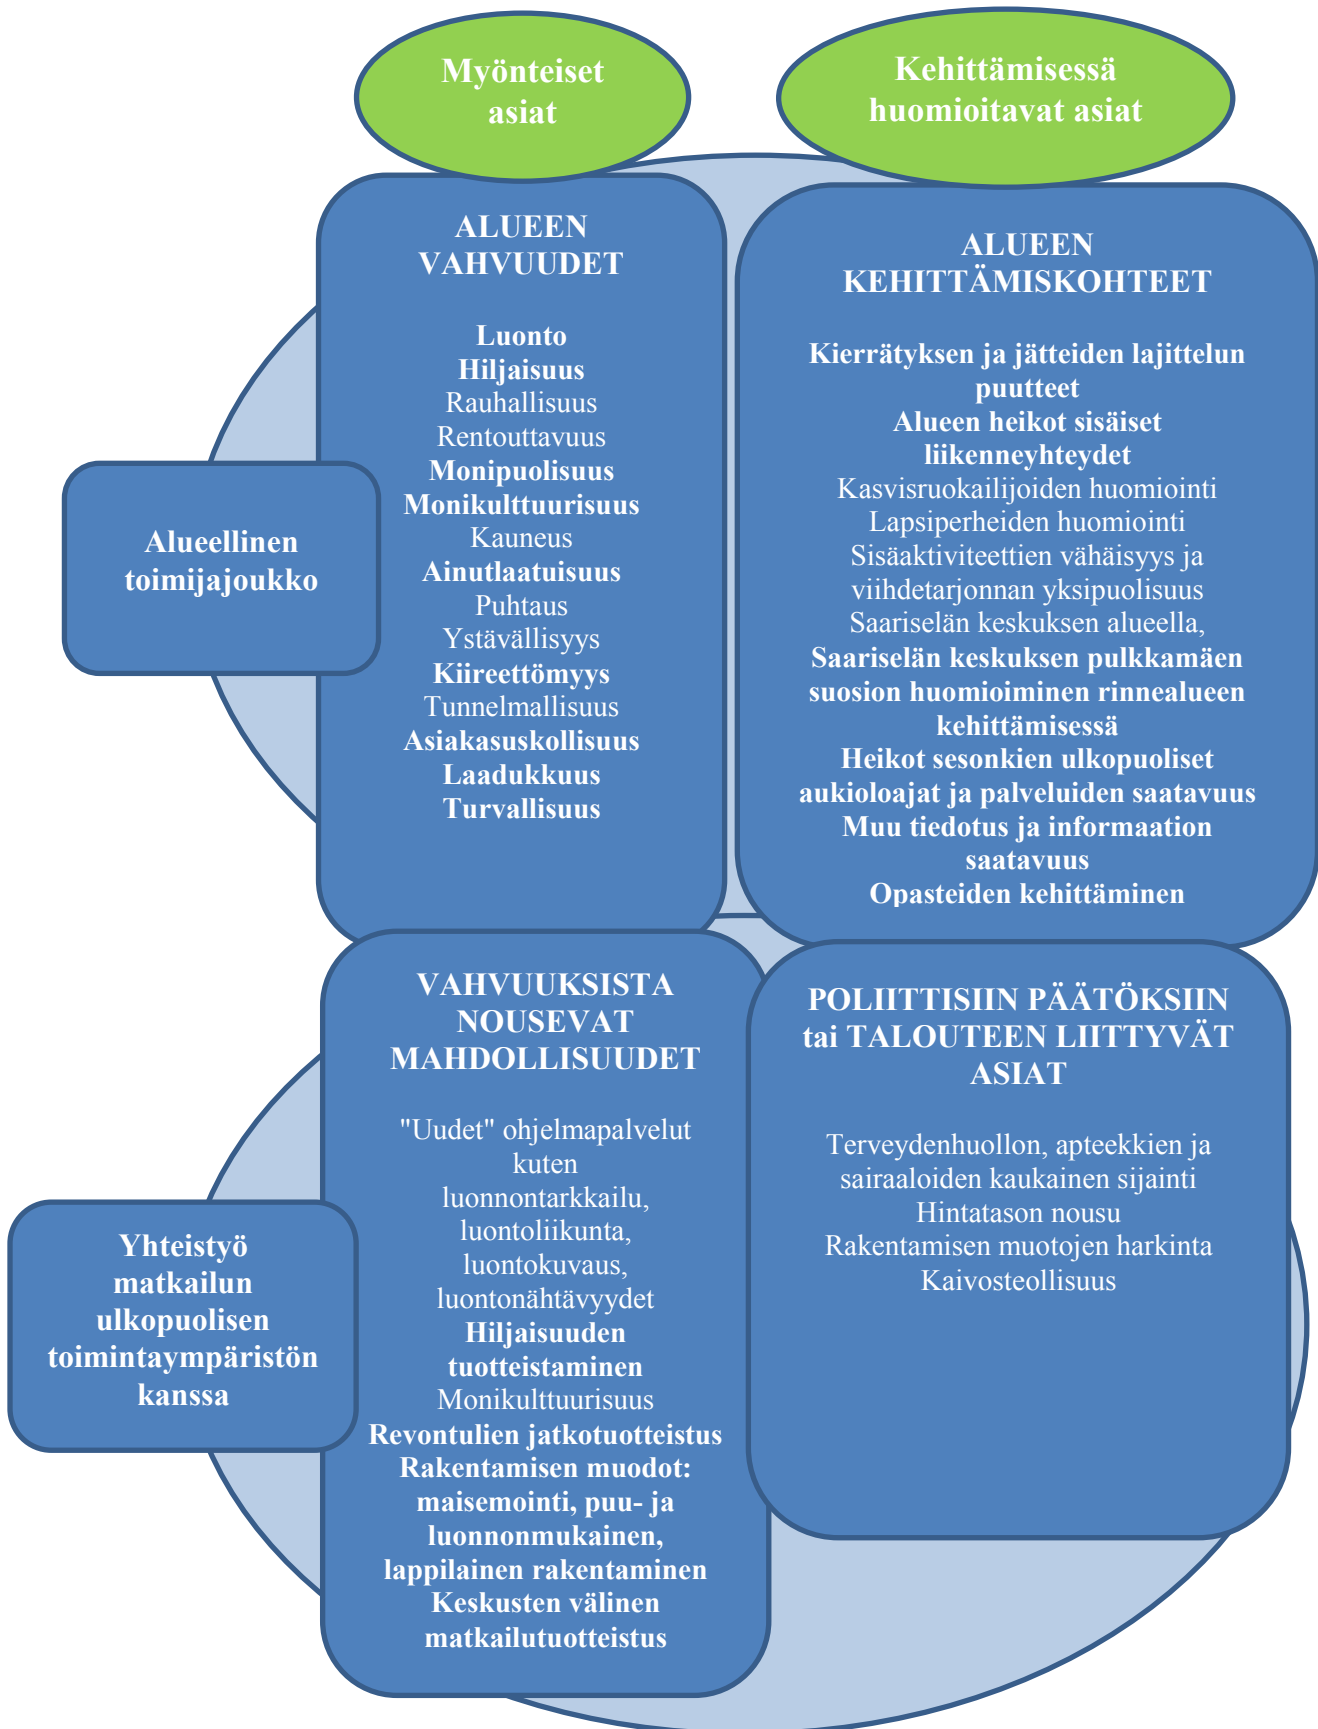 Myönteiset
asiat
Kehittämisessä
huomioitavat asiat
ALUEEN
VAHVUUDET
Luonto
Hiljaisuus
Rauhallisuus
Rentouttavuus
Monipuolisuus
Monikulttuurisuus
Kauneus
Ainutlaatuisuus
Puhtaus
Ystävällisyys
Kiireettömyys
Tunnelmallisuus
Asiakasuskollisuus
Laadukkuus
Turvallisuus
ALUEEN
KEHITTÄMISKOHTEET
Kierrätyksen ja jätteiden lajittelun
puutteet
Alueen heikot sisäiset
liikenneyhteydet
Kasvisruokailijoiden huomiointi
Lapsiperheiden huomiointi
Sisäaktiviteettien vähäisyys ja
viihdetarjonnan yksipuolisuus
Saariselän keskuksen alueella,
Saariselän keskuksen pulkkamäen
suosion huomioiminen rinnealueen
kehittämisessä
Heikot sesonkien ulkopuoliset
aukioloajat ja palveluiden saatavuus
Muu tiedotus ja informaation
saatavuus
Opasteiden kehittäminen
Alueellinen
toimijajoukko
VAHVUUKSISTA
NOUSEVAT
MAHDOLLISUUDET
"Uudet" ohjelmapalvelut
kuten
luonnontarkkailu,
luontoliikunta,
luontokuvaus,
luontonähtävyydet
Hiljaisuuden
tuotteistaminen
Monikulttuurisuus
Revontulien jatkotuotteistus
Rakentamisen muodot:
maisemointi, puu- ja
luonnonmukainen,
lappilainen rakentaminen
Keskusten välinen
matkailutuotteistus
POLIITTISIIN PÄÄTÖKSIIN
tai TALOUTEEN LIITTYVÄT
ASIAT
Terveydenhuollon, apteekkien ja
sairaaloiden kaukainen sijainti
Hintatason nousu
Rakentamisen muotojen harkinta
Kaivosteollisuus
Yhteistyö
matkailun
ulkopuolisen
toimintaympäristön
kanssa